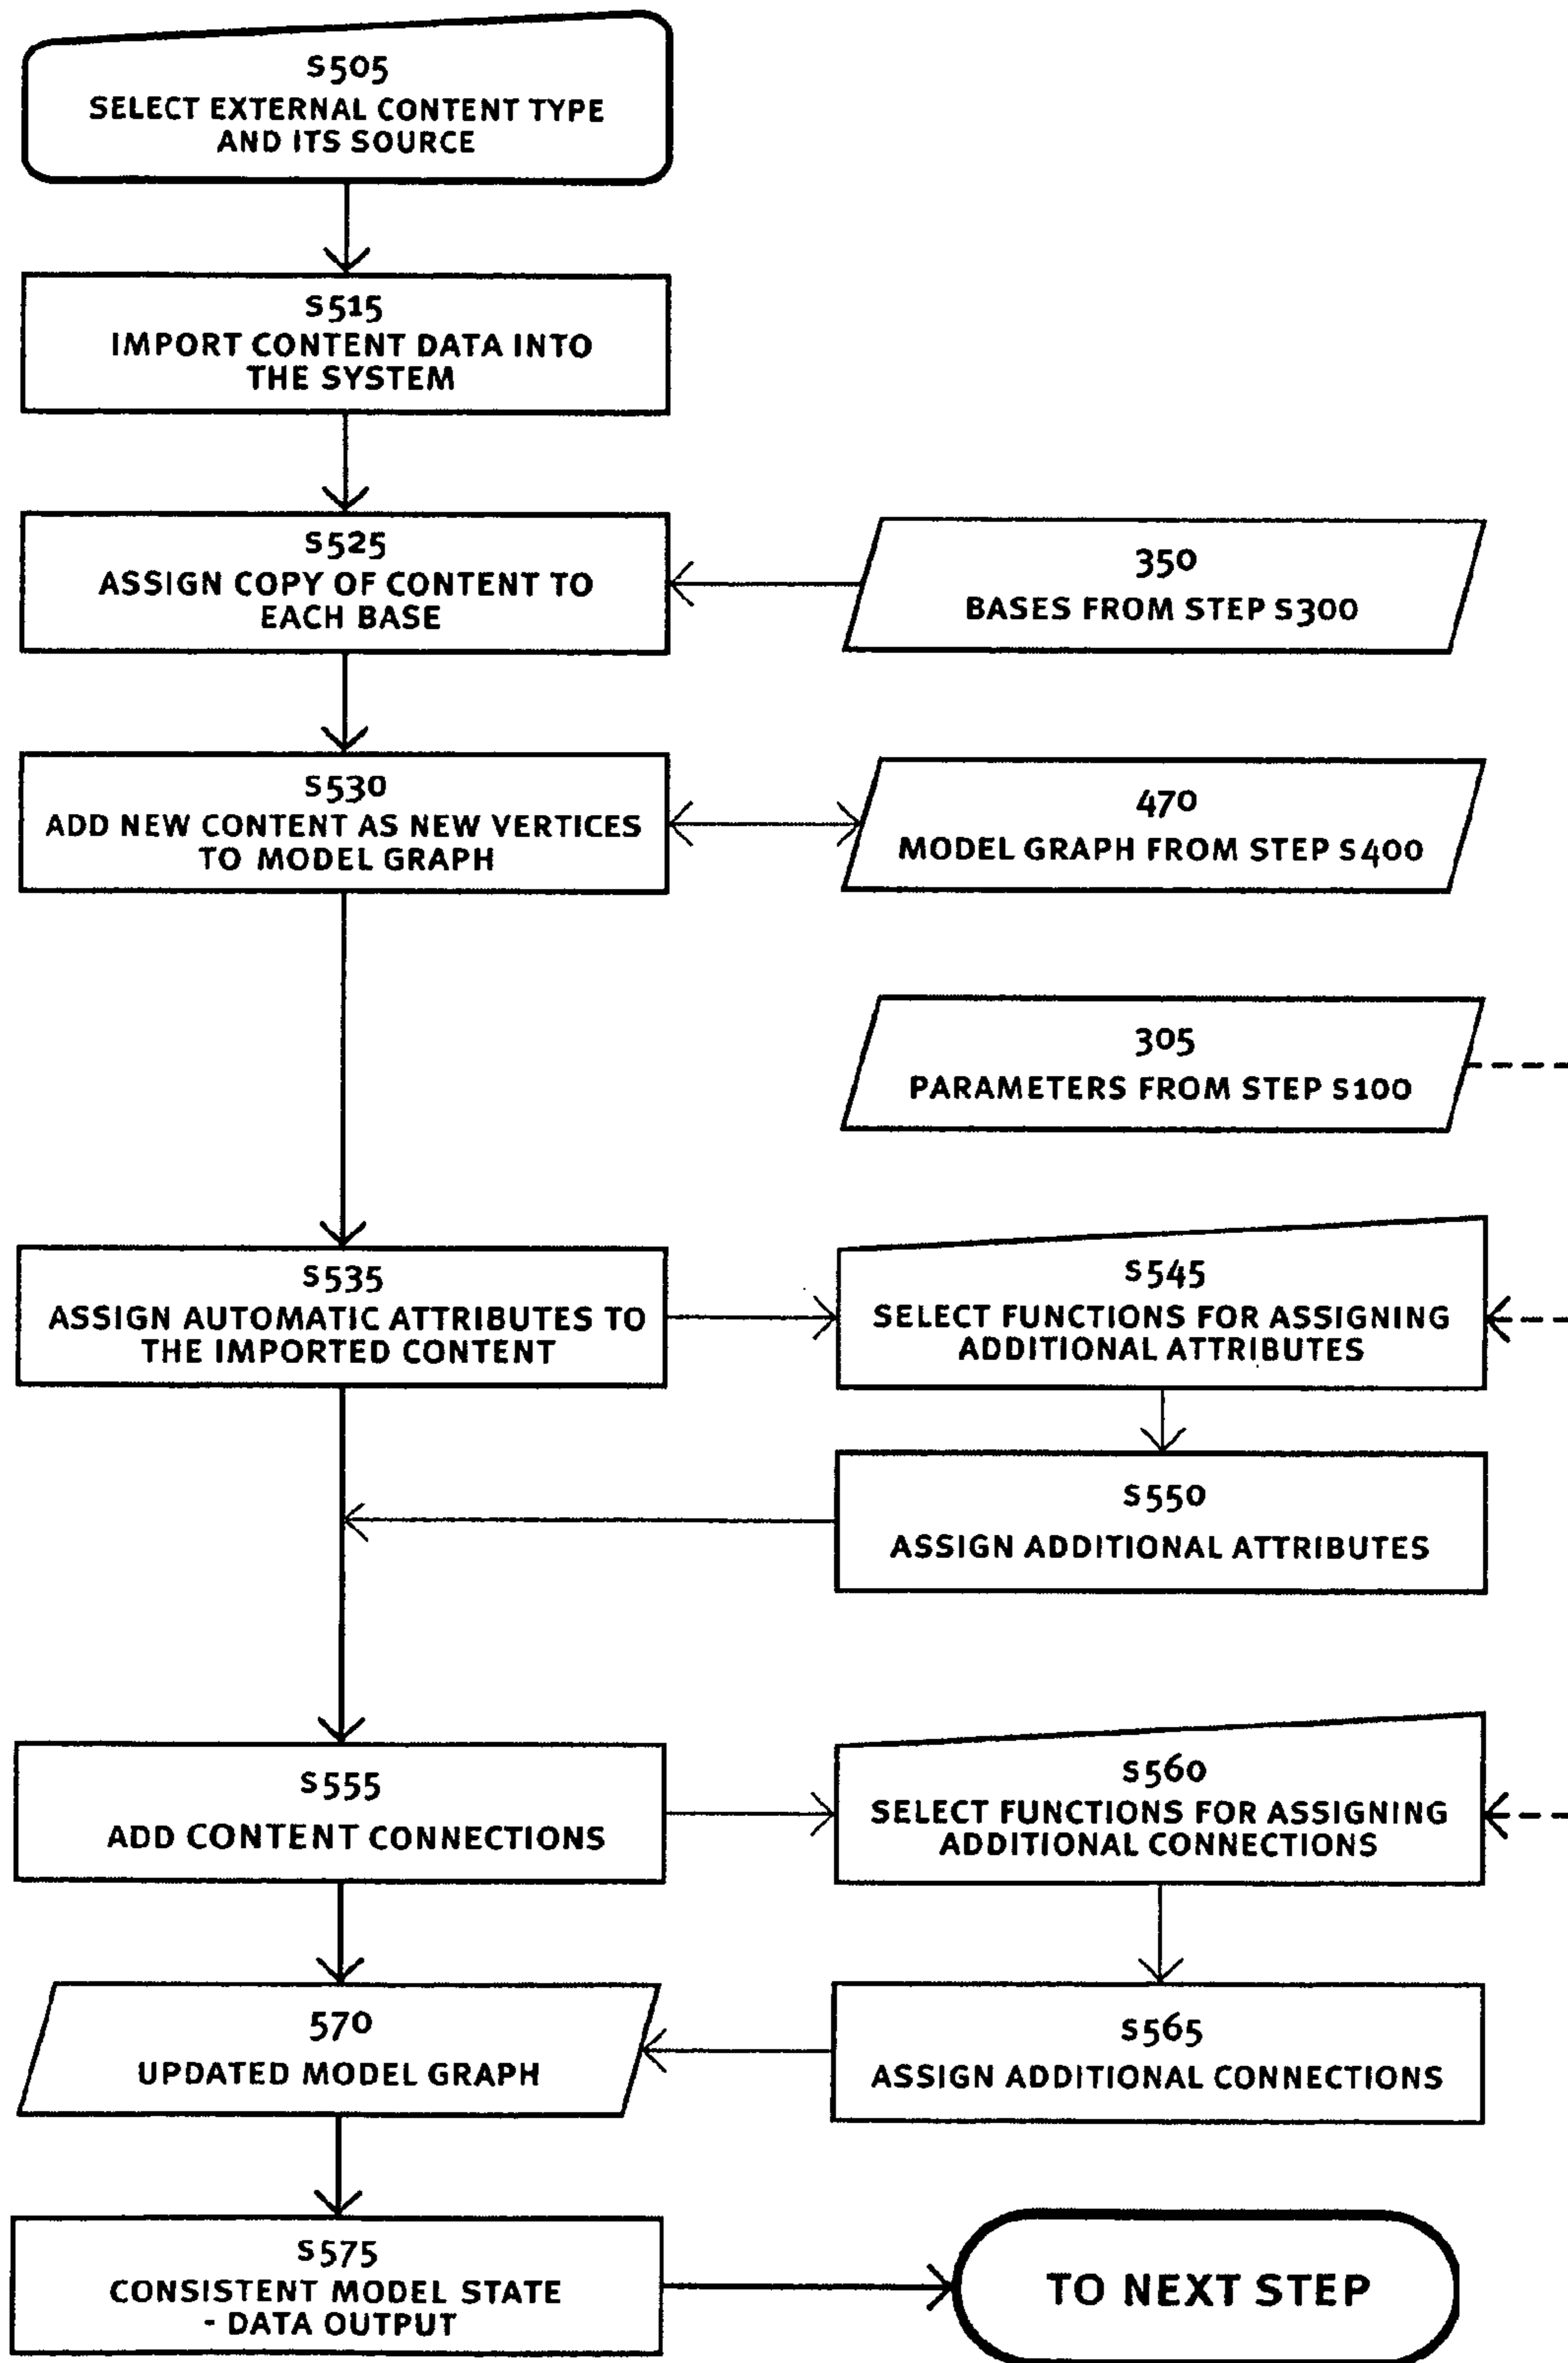 S505
SELECT EXTERNAL CONTENT TYPE
AND ITS SOURCE
S515
IMPORT CONTENT DATA INTO
THE SYSTEM
S525
ASSIGN COPY OF CONTENT TO
EACH BASE
350
BASES FROM STEP S300
S530
ADD NEW CONTENT AS NEW VERTICES
TO MODEL GRAPH
470
MODEL GRAPH FROM STEP S400
305
PARAMETERS FROM STEP S100
S535
ASSIGN AUTOMATIC ATTRIBUTES TO
THE IMPORTED CONTENT
S545
SELECT FUNCTIONS FOR ASSIGNING
ADDITIONAL ATTRIBUTES
S550
ASSIGN ADDITIONAL ATTRIBUTES
S555
ADD CONTENT CONNECTIONS
S560
SELECT FUNCTIONS FOR ASSIGNING
ADDITIONAL CONNECTIONS
570
UPDATED MODEL GRAPH
S565
ASSIGN ADDITIONAL CONNECTIONS
S575
CONSISTENT MODEL STATE
- DATA OUTPUT
TO NEXT STEP